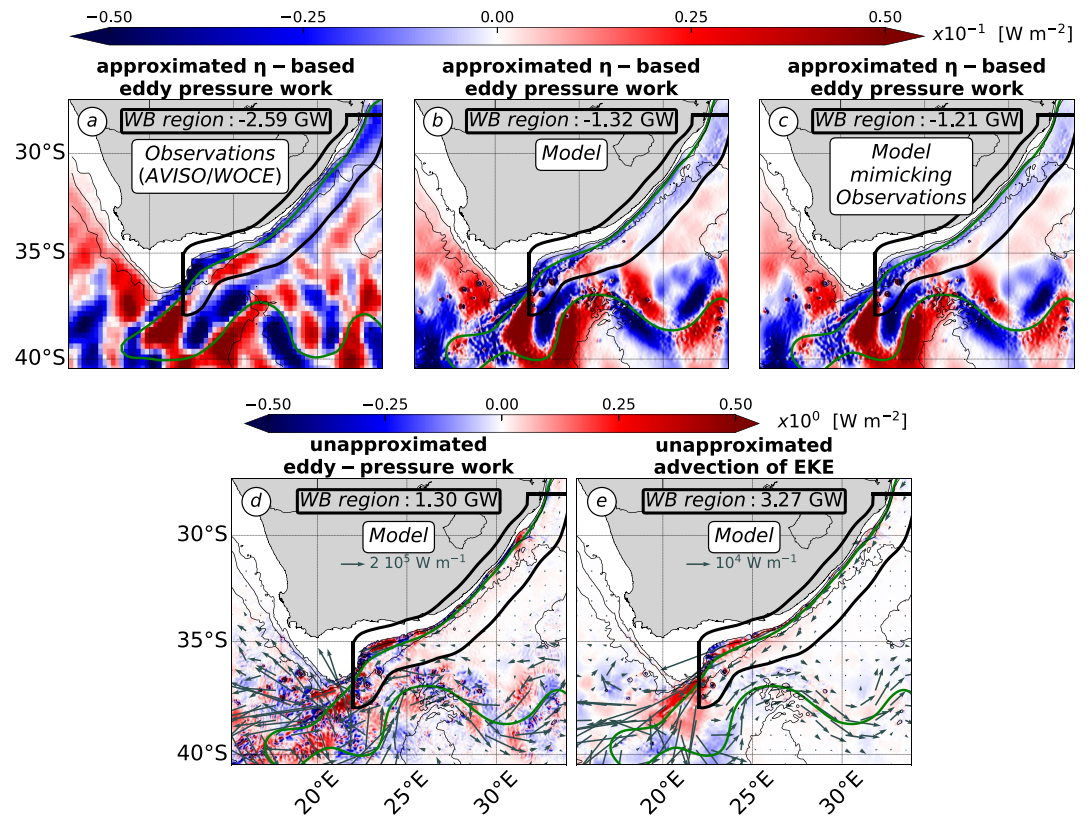 −0.50 −0.25 0.00 0.25 0.50
x10⁻¹ [W m⁻²]
approximated η − based
eddy pressure work
approximated η − based
eddy pressure work
approximated η − based
eddy pressure work
a
WB region : -2.59 GW
Observations
(AVISO/WOCE)
b
WB region : -1.32 GW
Model
c
WB region : -1.21 GW
Model
mimicking
Observations
30°S
35°S
40°S
−0.50 −0.25 0.00 0.25 0.50
x10⁰ [W m⁻²]
unapproximated
eddy − pressure work
unapproximated
advection of EKE
d
WB region : 1.30 GW
Model
2 10⁵ W m⁻¹
e
WB region : 3.27 GW
Model
10⁴ W m⁻¹
30°S
35°S
40°S
20°E 25°E 30°E
20°E 25°E 30°E